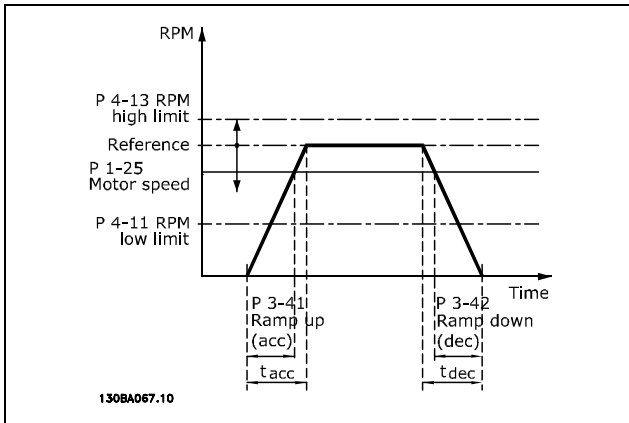 RPM
P 4-13 RPM
high limit
Reference
P 1-25
Motor speed
P 4-11 RPM
low limit
Time
P 3-41
Ramp up
(acc)
P 3-42
Ramp down
(dec)
tacc
tdec
130BA067.10